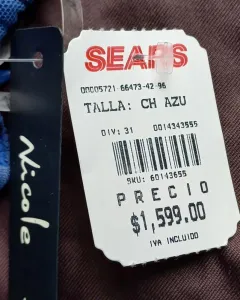 SEARS
00005721-66473-42-96
TALLA: CH AZU
DIV: 31 0014343555
SKU: 60143655
PRECIO
$1,599.00
IVA INCLUIDO
Nicole